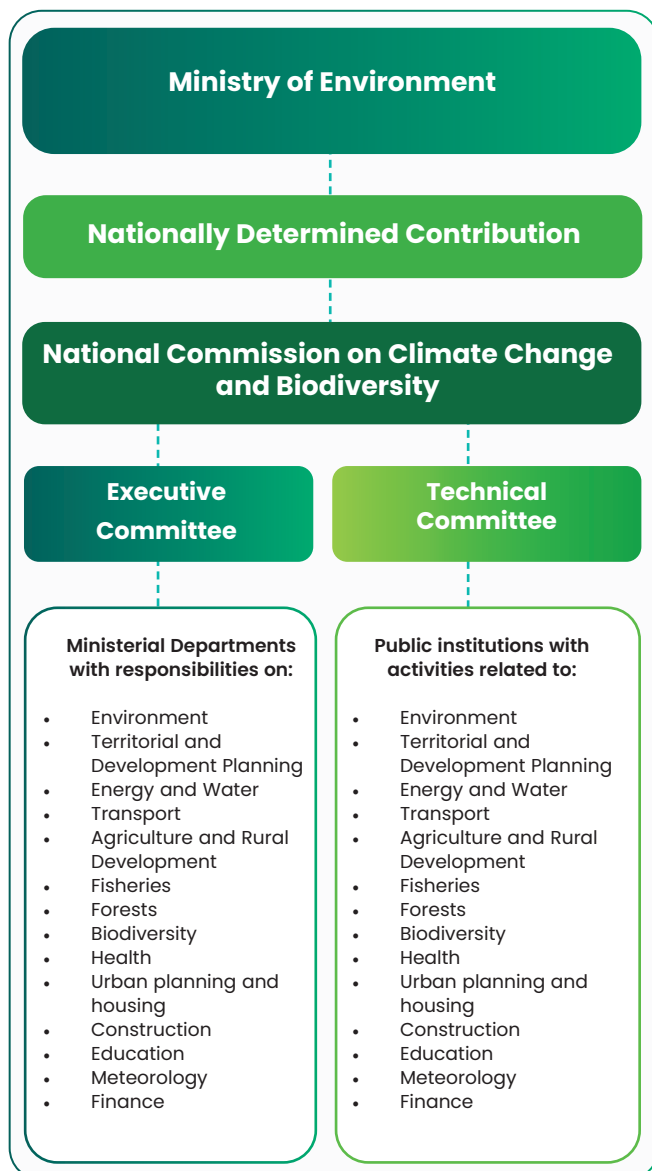 Ministry of Environment
Nationally Determined Contribution
National Commission on Climate Change
and Biodiversity
Executive
Committee
Technical
Committee
Ministerial Departments
with responsibilities on:
• Environment
• Territorial and
Development Planning
• Energy and Water
• Transport
• Agriculture and Rural
Development
• Fisheries
• Forests
• Biodiversity
• Health
• Urban planning and
housing
• Construction
• Education
• Meteorology
• Finance
Public institutions with
activities related to:
• Environment
• Territorial and
Development Planning
• Energy and Water
• Transport
• Agriculture and Rural
Development
• Fisheries
• Forests
• Biodiversity
• Health
• Urban planning and
housing
• Construction
• Education
• Meteorology
• Finance